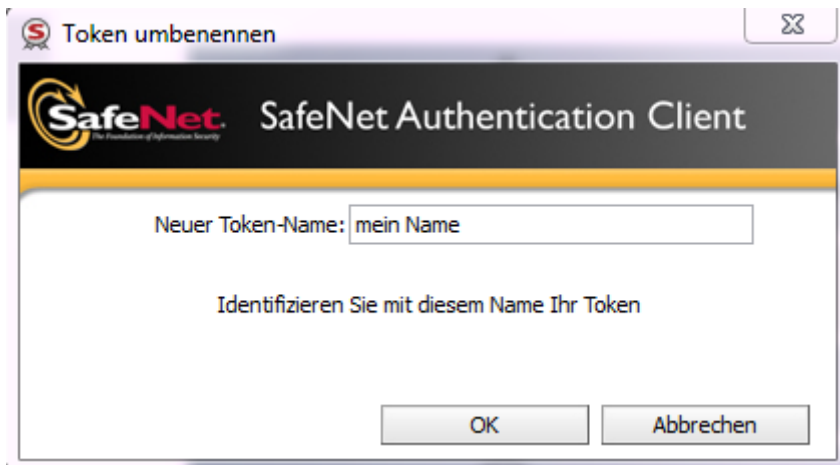 Token umbenennen
SafeNet.
The Foundation of Information Security
SafeNet Authentication Client
Neuer Token-Name: mein Name
Identifizieren Sie mit diesem Name Ihr Token
OK
Abbrechen